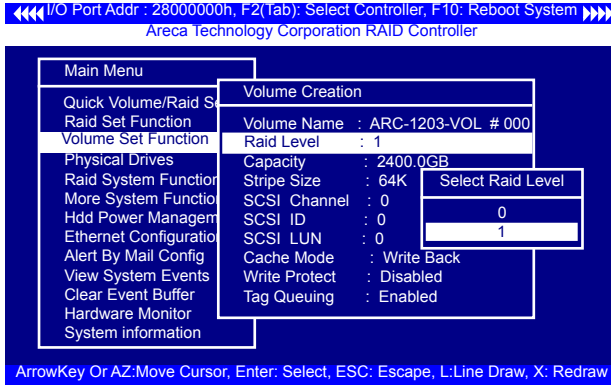 I/O Port Addr : 28000000h, F2(Tab): Select Controller, F10: Reboot System
Areca Technology Corporation RAID Controller
Main Menu
Quick Volume/Raid Se
Raid Set Function
Volume Set Function
Physical Drives
Raid System Function
More System Function
Hdd Power Managem
Ethernet Configuration
Alert By Mail Config
View System Events
Clear Event Buffer
Hardware Monitor
System information
Volume Creation
Volume Name : ARC-1203-VOL # 000
Raid Level : 1
Capacity : 2400.0GB
Stripe Size : 64K
SCSI Channel : 0
SCSI ID : 0
SCSI LUN : 0
Cache Mode : Write Back
Write Protect : Disabled
Tag Queuing : Enabled
Select Raid Level
0
1
ArrowKey Or AZ:Move Cursor, Enter: Select, ESC: Escape, L:Line Draw, X: Redraw